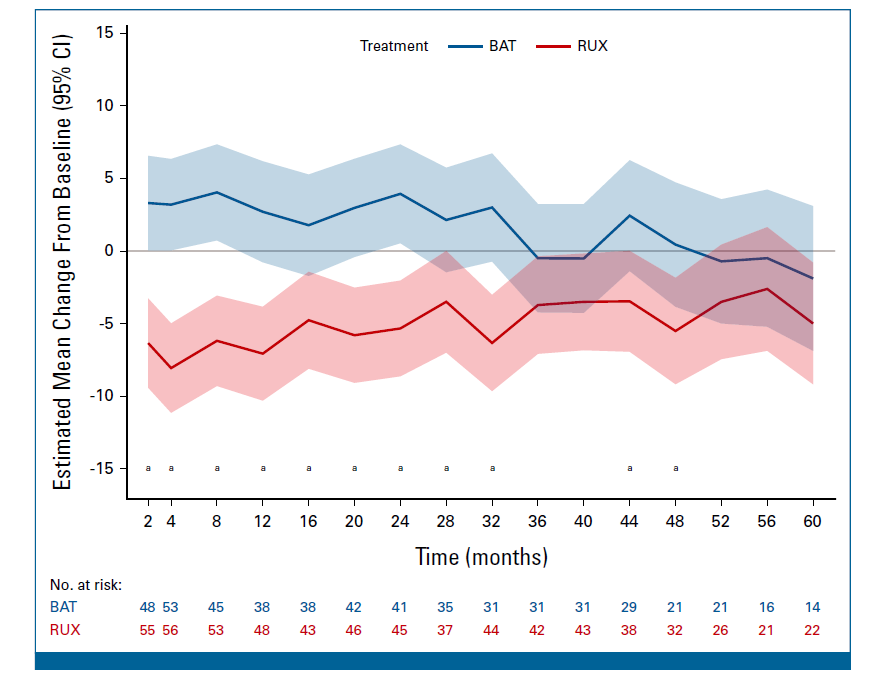 Treatment BAT RUX
Estimated Mean Change From Baseline (95% CI)
15
10
5
0
-5
-10
-15
a a a a a a a a a a a
2 4 8 12 16 20 24 28 32 36 40 44 48 52 56 60
Time (months)
No. at risk:
BAT 48 53 45 38 38 42 41 35 31 31 31 29 21 21 16 14
RUX 55 56 53 48 43 46 45 37 44 42 43 38 32 26 21 22